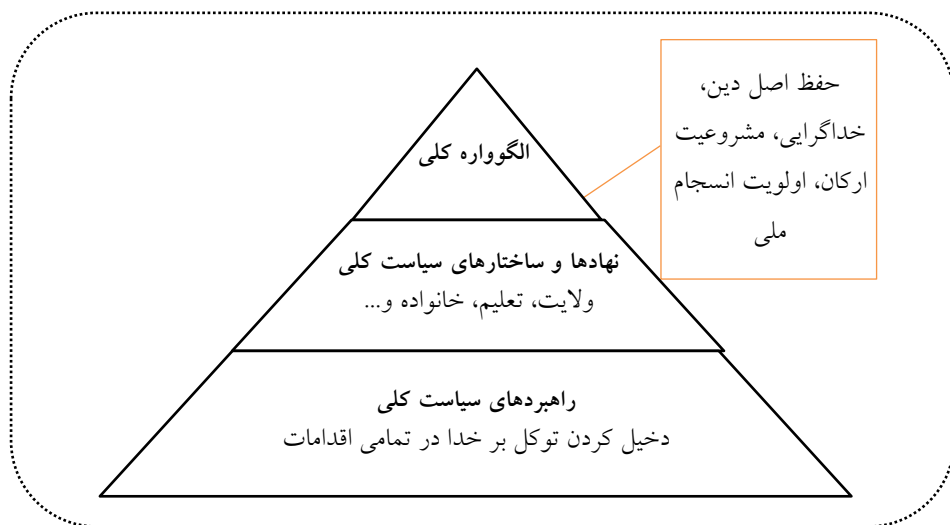 حفظ اصل دین،
خداگرایی، مشروعیت
ارکان، اولویت انسجام
ملی
الگوواره کلی
نهادها و ساختارهای سیاست کلی
ولایت، تعلیم، خانواده و...
راهبردهای سیاست کلی
دخیل کردن توکل بر خدا در تمامی اقدامات